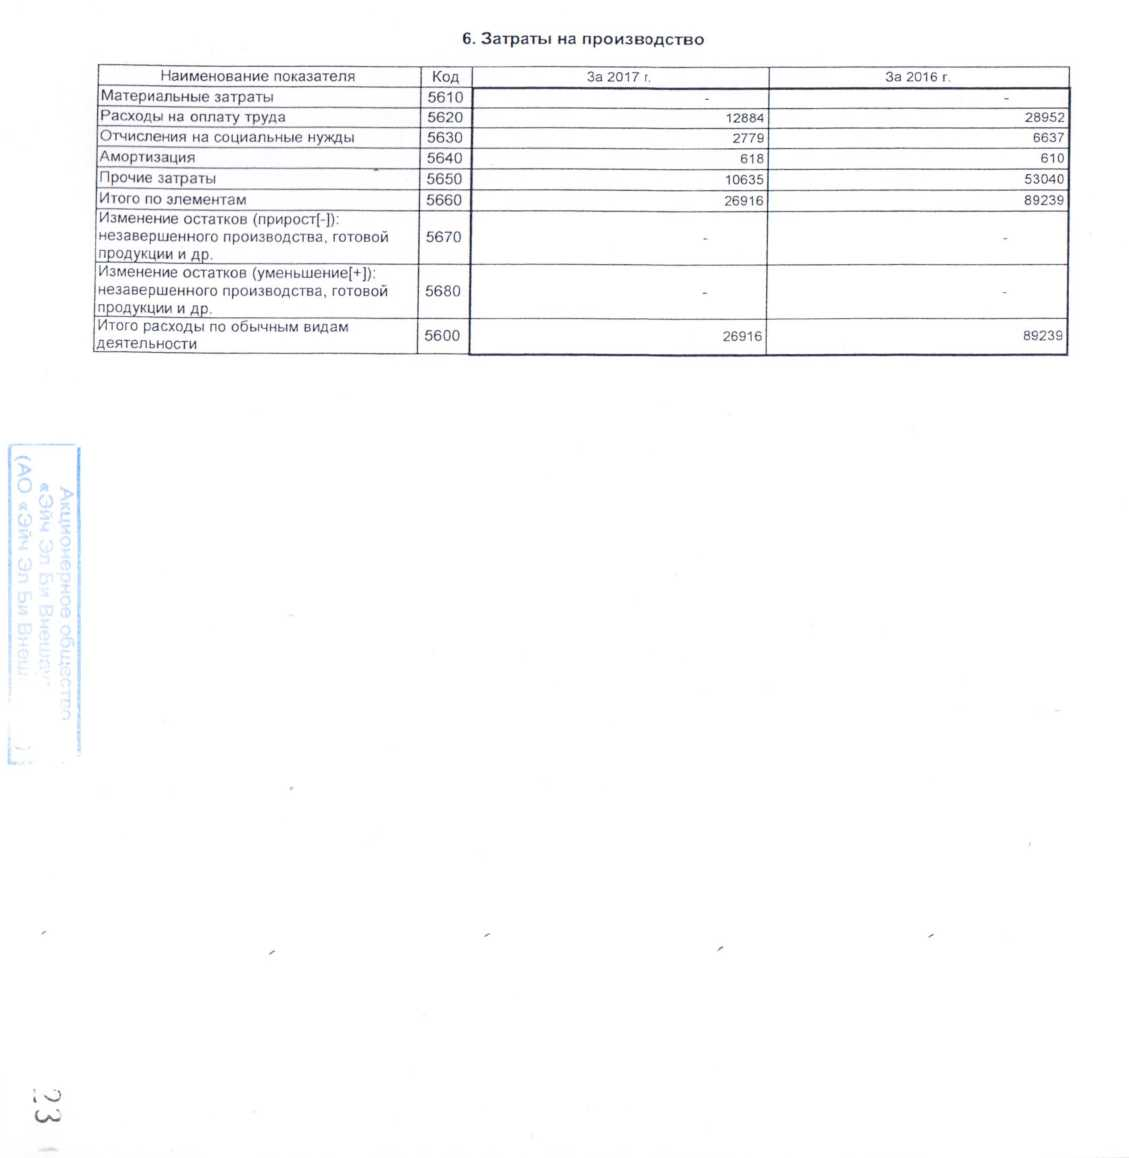 6. Затраты на производство
Наименование показателя Код За 2017 г. За 2016 г.
Материальные затраты 5610 - -
Расходы на оплату труда 5620 12884 28952
Отчисления на социальные нужды 5630 2779 6637
Амортизация 5640 618 610
Прочие затраты 5650 10635 53040
Итого по элементам 5660 26916 89239
Изменение остатков (прирост[-]):
незавершенного производства, готовой 5670 - -
продукции и др.
Изменение остатков (уменьшение[+]):
незавершенного производства, готовой 5680 - -
продукции и др.
Итого расходы по обычным видам
деятельности 5600 26916 89239
Акционерное общество
«Эйч Эл Би
(АО «Эйч Эл Би
23